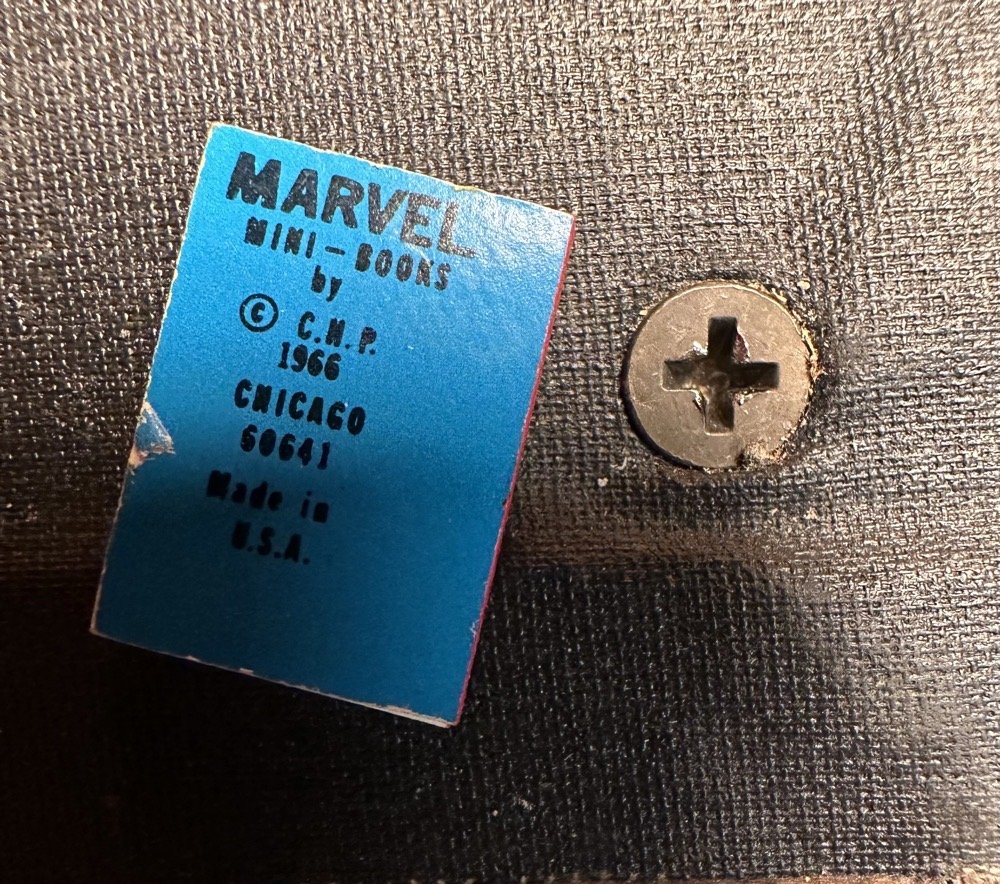 MARVEL
MINI-BOOKS
by
© C.M.P.
1966
CHICAGO
60641
Made in
U.S.A.